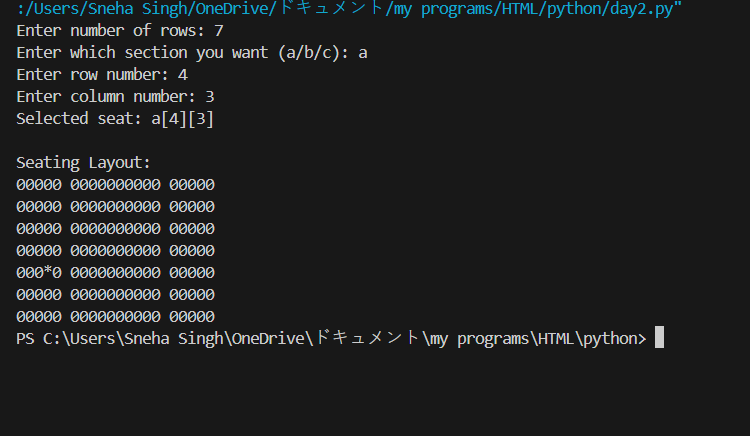 :/Users/Sneha Singh/OneDrive/ドキュメント/my programs/HTML/python/day2.py"
Enter number of rows: 7
Enter which section you want (a/b/c): a
Enter row number: 4
Enter column number: 3
Selected seat: a[4][3]
Seating Layout:
00000 0000000000 00000
00000 0000000000 00000
00000 0000000000 00000
00000 0000000000 00000
000*0 0000000000 00000
00000 0000000000 00000
00000 0000000000 00000
PS C:\Users\Sneha Singh\OneDrive\ドキュメント\my programs\HTML\python>